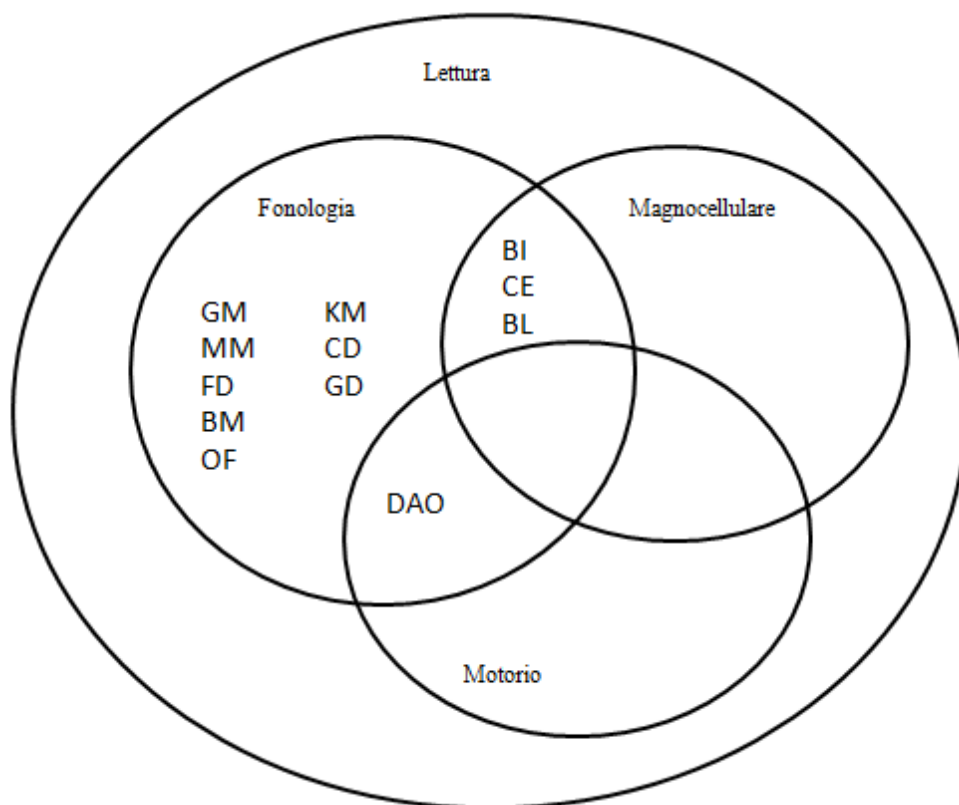 Lettura
Fonologia
Magnocellulare
BI
CE
BL
GM KM
MM CD
FD GD
BM
OF
DAO
Motorio